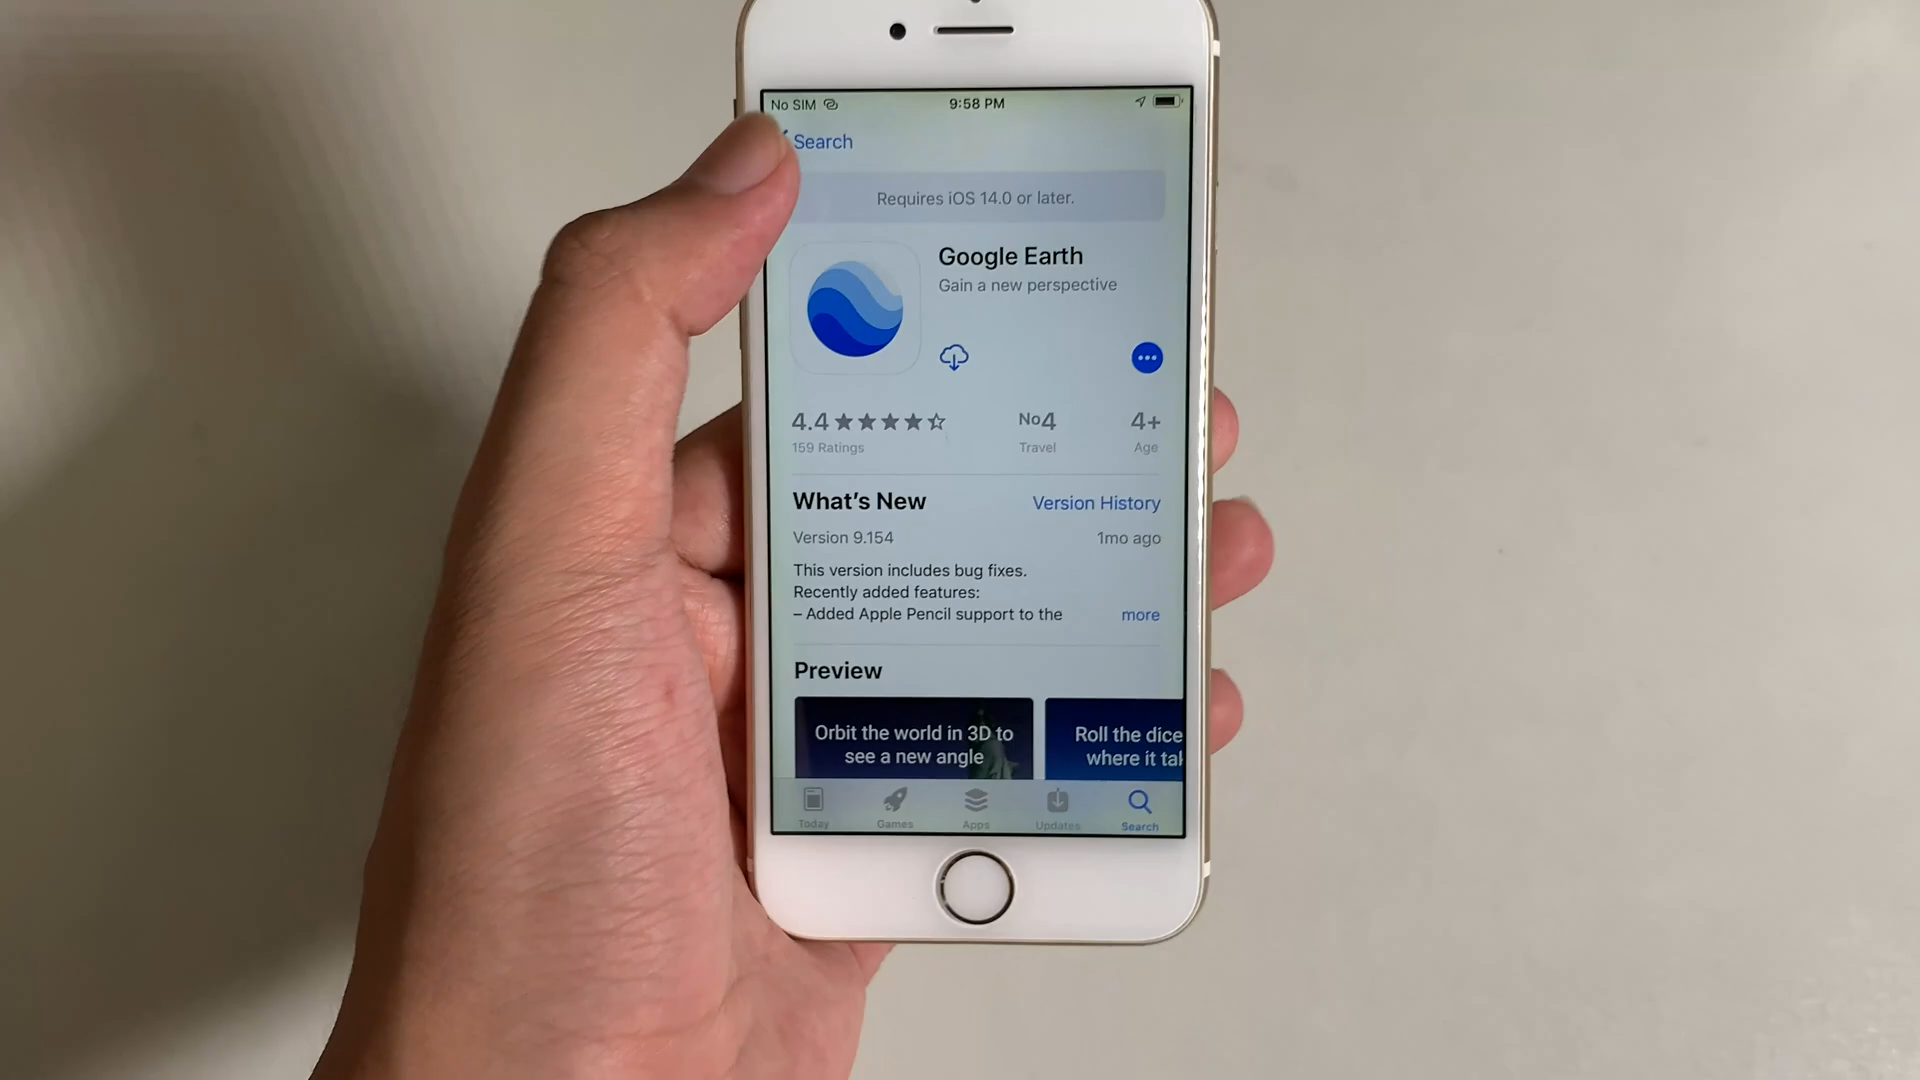 No SIM 9:58 PM
Search
Requires iOS 14.0 or later.
Google Earth
Gain a new perspective
4.4 No4 4+
159 Ratings Travel Age
What's New Version History
Version 9.154 1mo ago
This version includes bug fixes.
Recently added features:
– Added Apple Pencil support to the more
Preview
Orbit the world in 3D to
see a new angle
Roll the dice
where it tak
Today Games Apps Updates Search